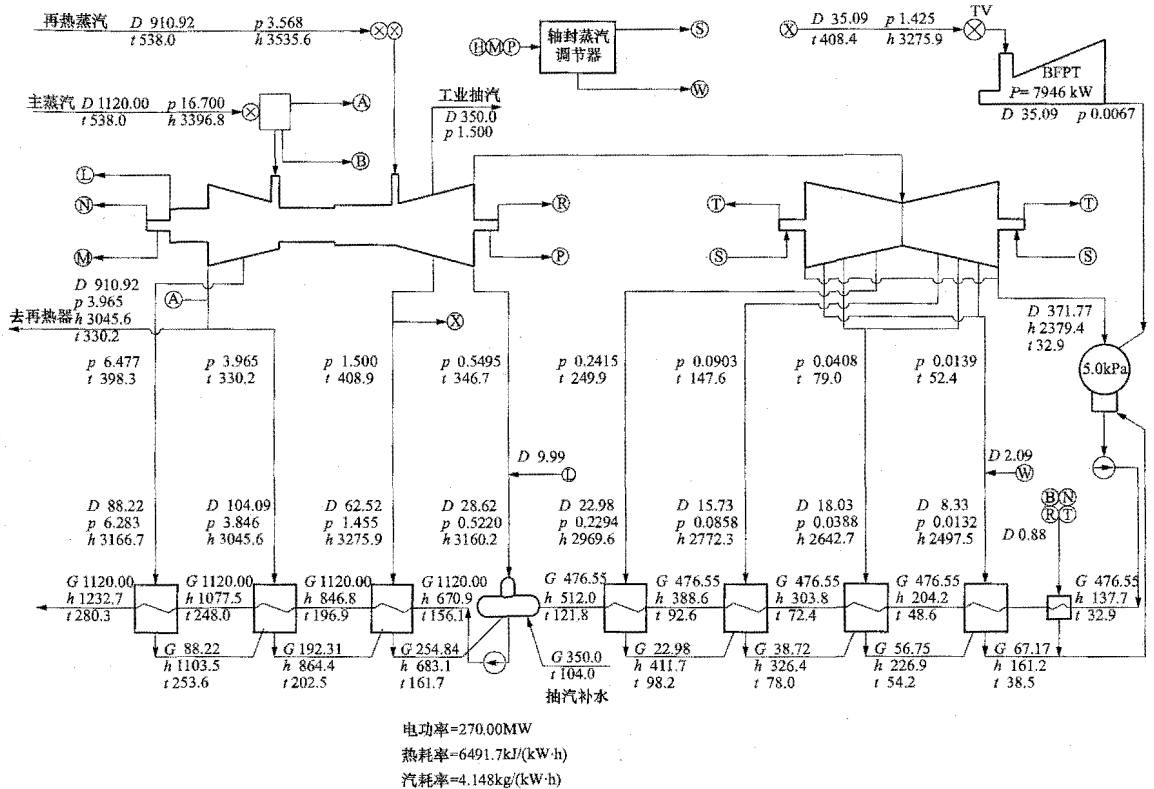 再热蒸汽 D 910.92 p 3.568
t 538.0 h 3535.6
主蒸汽 D 1120.00 p 16.700
t 538.0 h 3396.8
Ⓐ
Ⓑ
工业抽汽
D 350.0
p 1.500
Ⓗ Ⓜ Ⓟ
轴封蒸汽
调节器
Ⓢ
Ⓦ
Ⓧ D 35.09 p 1.425 TV
t 408.4 h 3275.9
BFPT
P= 7946 kW
D 35.09 p 0.0067
Ⓛ
Ⓝ
Ⓜ
Ⓡ
Ⓟ
Ⓣ Ⓣ
Ⓢ Ⓢ
D 910.92
p 3.965
h 3045.6
t 330.2
Ⓐ
去再热器
Ⓧ
D 371.77
h 2379.4
t 32.9
5.0kPa
p 6.477 p 3.965 p 1.500 p 0.5495 p 0.2415 p 0.0903 p 0.0408 p 0.0139
t 398.3 t 330.2 t 408.9 t 346.7 t 249.9 t 147.6 t 79.0 t 52.4
D 9.99 Ⓛ
D 2.09 Ⓦ
D 88.22 D 104.09 D 62.52 D 28.62 D 22.98 D 15.73 D 18.03 D 8.33
p 6.283 p 3.846 p 1.455 p 0.5220 p 0.2294 p 0.0858 p 0.0388 p 0.0132
h 3166.7 h 3045.6 h 3275.9 h 3160.2 h 2969.6 h 2772.3 h 2642.7 h 2497.5
Ⓑ Ⓝ
Ⓡ Ⓣ
D 0.88
G 1120.00 G 1120.00 G 1120.00 G 1120.00 G 476.55 G 476.55 G 476.55 G 476.55 G 476.55
h 1232.7 h 1077.5 h 846.8 h 670.9 h 512.0 h 388.6 h 303.8 h 204.2 h 137.7
t 280.3 t 248.0 t 196.9 t 156.1 t 121.8 t 92.6 t 72.4 t 48.6 t 32.9
G 88.22 G 192.31 G 254.84 G 350.0 G 22.98 G 38.72 G 56.75 G 67.17
h 1103.5 h 864.4 h 683.1 t 104.0 h 411.7 h 326.4 h 226.9 h 161.2
t 253.6 t 202.5 t 161.7 t 98.2 t 78.0 t 54.2 t 38.5
抽汽补水
电功率=270.00MW
热耗率=6491.7kJ/(kW·h)
汽耗率=4.148kg/(kW·h)